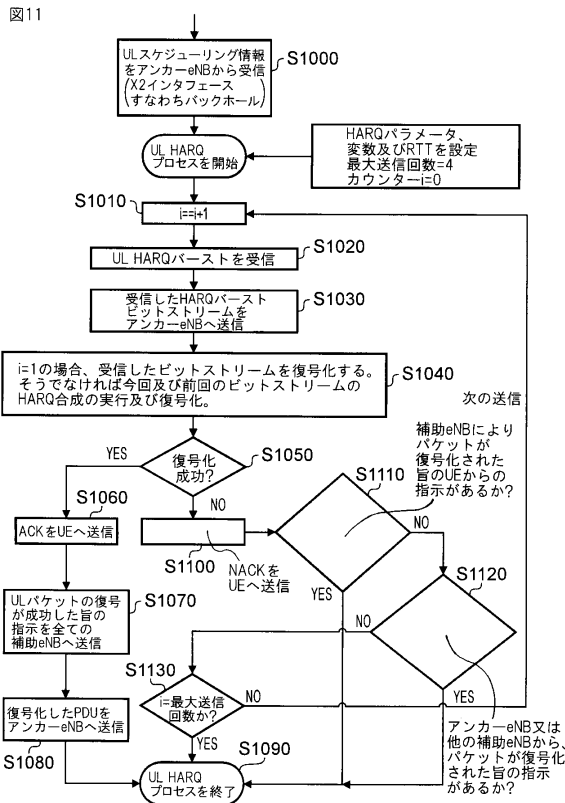 図11
ULスケジューリング情報
をアンカーeNBから受信
(X2インタフェース
すなわちバックホール)
S1000
UL HARQ
プロセスを開始
HARQパラメータ、
変数及びRTTを設定
最大送信回数=4
カウンターi=0
S1010
i==i+1
S1020
UL HARQバーストを受信
受信したHARQバースト
ビットストリームを
アンカーeNBへ送信
S1030
i=1の場合、受信したビットストリームを復号化する。
そうでなければ今回及び前回のビットストリームの
HARQ合成の実行及び復号化。
S1040
次の送信
YES
復号化
成功?
S1050
NO
補助eNBにより
パケットが
復号化された
旨のUEからの
指示があるか?
S1110
NO
YES
S1060
ACKをUEへ送信
S1100
NACKを
UEへ送信
S1120
NO
YES
ULパケットの復号
が成功した旨の
指示を全ての
補助eNBへ送信
S1070
S1130
i=最大送信
回数か?
NO
YES
アンカーeNB又は
他の補助eNBから、
パケットが復号化
された旨の指示
があるか?
復号化したPDUを
アンカーeNBへ送信
S1080
S1090
UL HARQ
プロセスを終了